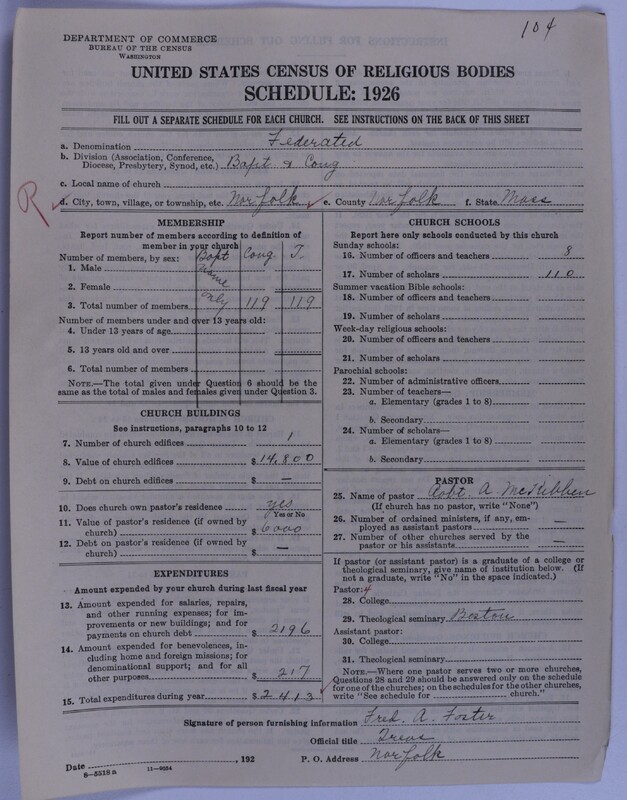 104
DEPARTMENT OF COMMERCE
BUREAU OF THE CENSUS
WASHINGTON
UNITED STATES CENSUS OF RELIGIOUS BODIES
SCHEDULE: 1926
FILL OUT A SEPARATE SCHEDULE FOR EACH CHURCH. SEE INSTRUCTIONS ON THE BACK OF THIS SHEET
a. Denomination Federated
b. Division (Association, Conference,
Diocese, Presbytery, Synod, etc.) Bapt & Cong
c. Local name of church
R d. City, town, village, or township, etc. Norfolk e. County Norfolk f. State Mass
MEMBERSHIP
Report number of members according to definition of
member in your church
Number of members, by sex: Bapt Cong T.
1. Male Name
2. Female
3. Total number of members only 119 119
Number of members under and over 13 years old:
4. Under 13 years of age
5. 13 years old and over
6. Total number of members
NOTE.—The total given under Question 6 should be the
same as the total of males and females given under Question 3.
CHURCH BUILDINGS
See instructions, paragraphs 10 to 12
7. Number of church edifices 1
8. Value of church edifices $ 14,800
9. Debt on church edifices $ —
10. Does church own pastor's residence yes
Yes or No
11. Value of pastor's residence (if owned by
church) $ 6000
12. Debt on pastor's residence (if owned by
church) $ —
EXPENDITURES
Amount expended by your church during last fiscal year
13. Amount expended for salaries, repairs,
and other running expenses; for im-
provements or new buildings; and for
payments on church debt $ 2196
14. Amount expended for benevolences, in-
cluding home and foreign missions; for
denominational support; and for all
other purposes $ 217
15. Total expenditures during year $ 2413
CHURCH SCHOOLS
Report here only schools conducted by this church
Sunday schools:
16. Number of officers and teachers 8
17. Number of scholars 110
Summer vacation Bible schools:
18. Number of officers and teachers
19. Number of scholars
Week-day religious schools:
20. Number of officers and teachers
21. Number of scholars
Parochial schools:
22. Number of administrative officers
23. Number of teachers—
a. Elementary (grades 1 to 8)
b. Secondary
24. Number of scholars—
a. Elementary (grades 1 to 8)
b. Secondary
PASTOR
25. Name of pastor Robt. A. McKibben
(If church has no pastor, write "None")
26. Number of ordained ministers, if any, em-
ployed as assistant pastors —
27. Number of other churches served by the
pastor or his assistants —
If pastor (or assistant pastor) is a graduate of a college or
theological seminary, give name of institution below. (If
not a graduate, write "No" in the space indicated.)
Pastor: 4
28. College
29. Theological seminary Boston
Assistant pastor:
30. College
31. Theological seminary
NOTE.—Where one pastor serves two or more churches,
Questions 28 and 29 should be answered only on the schedule
for one of the churches; on the schedules for the other churches,
write "See schedule for church."
Signature of person furnishing information Fred. A. Foster
Official title Treas
Date , 192 P. O. Address Norfolk
8—5518a 11—9054